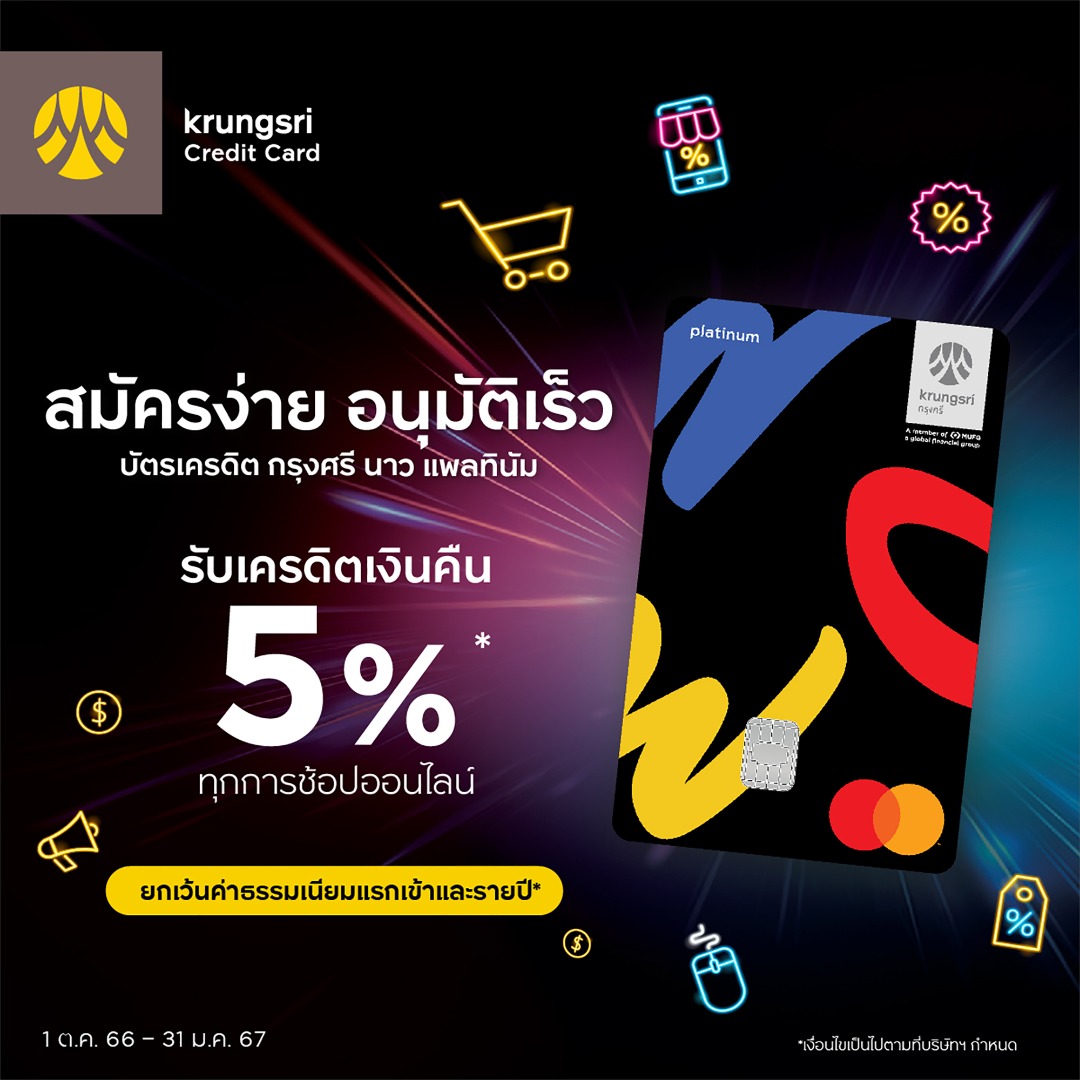 krungsri
Credit Card
%
%
platinum
krungsri
กรุงศรี
A member of MUFG
a global financial group
สมัครง่าย อนุมัติเร็ว
บัตรเครดิต กรุงศรี นาว แพลทินัม
รับเครดิตเงินคืน
5%*
ทุกการช้อปออนไลน์
$
ยกเว้นค่าธรรมเนียมแรกเข้าและรายปี*
$
%
1 ต.ค. 66 – 31 ม.ค. 67
*เงื่อนไขเป็นไปตามที่บริษัทฯ กำหนด